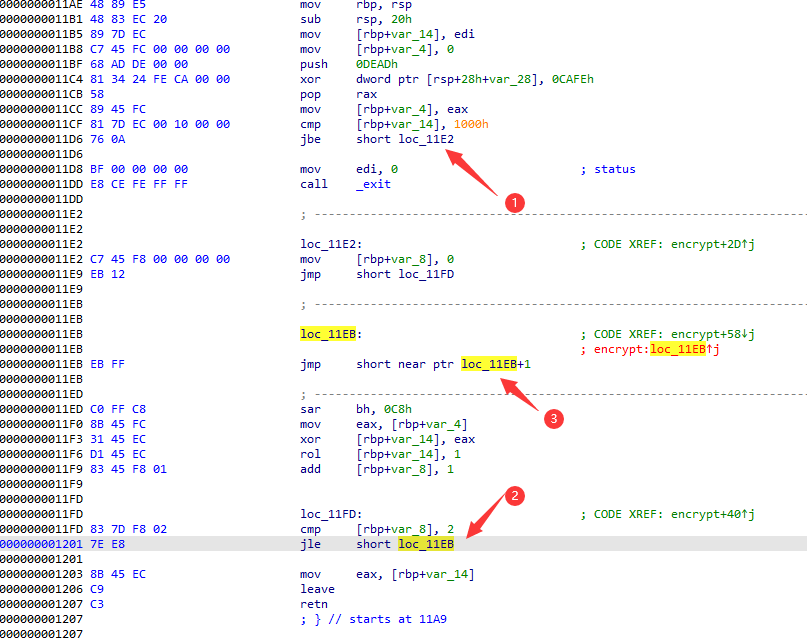 00000000011AE 48 89 E5 mov rbp, rsp
00000000011B1 48 83 EC 20 sub rsp, 20h
00000000011B5 89 7D EC mov [rbp+var_14], edi
00000000011B8 C7 45 FC 00 00 00 00 mov [rbp+var_4], 0
00000000011BF 68 AD DE 00 00 push 0DEADh
00000000011C4 81 34 24 FE CA 00 00 xor dword ptr [rsp+28h+var_28], 0CAFEh
00000000011CB 58 pop rax
00000000011CC 89 45 FC mov [rbp+var_4], eax
00000000011CF 81 7D EC 00 10 00 00 cmp [rbp+var_14], 1000h
00000000011D6 76 0A jbe short loc_11E2
00000000011D6
00000000011D8 BF 00 00 00 00 mov edi, 0 ; status
00000000011DD E8 CE FE FF FF call _exit
00000000011DD
1
00000000011E2 ; ---------------------------------------------------------------------------
00000000011E2
00000000011E2 loc_11E2: ; CODE XREF: encrypt+2D↑j
00000000011E2 C7 45 F8 00 00 00 00 mov [rbp+var_8], 0
00000000011E9 EB 12 jmp short loc_11FD
00000000011E9
00000000011EB ; ---------------------------------------------------------------------------
00000000011EB
00000000011EB loc_11EB: ; CODE XREF: encrypt+58↓j
00000000011EB ; encrypt:loc_11EB↑j
00000000011EB EB FF jmp short near ptr loc_11EB+1
00000000011EB
00000000011ED ; ---------------------------------------------------------------------------
00000000011ED C0 FF C8 sar bh, 0C8h
3
00000000011F0 8B 45 FC mov eax, [rbp+var_4]
00000000011F3 31 45 EC xor [rbp+var_14], eax
00000000011F6 D1 45 EC rol [rbp+var_14], 1
00000000011F9 83 45 F8 01 add [rbp+var_8], 1
00000000011F9
2
00000000011FD
00000000011FD loc_11FD: ; CODE XREF: encrypt+40↑j
00000000011FD 83 7D F8 02 cmp [rbp+var_8], 2
000000001201 7E E8 jle short loc_11EB
0000000001201
0000000001203 8B 45 EC mov eax, [rbp+var_14]
0000000001206 C9 leave
0000000001207 C3 retn
0000000001207 ; } // starts at 11A9
0000000001207